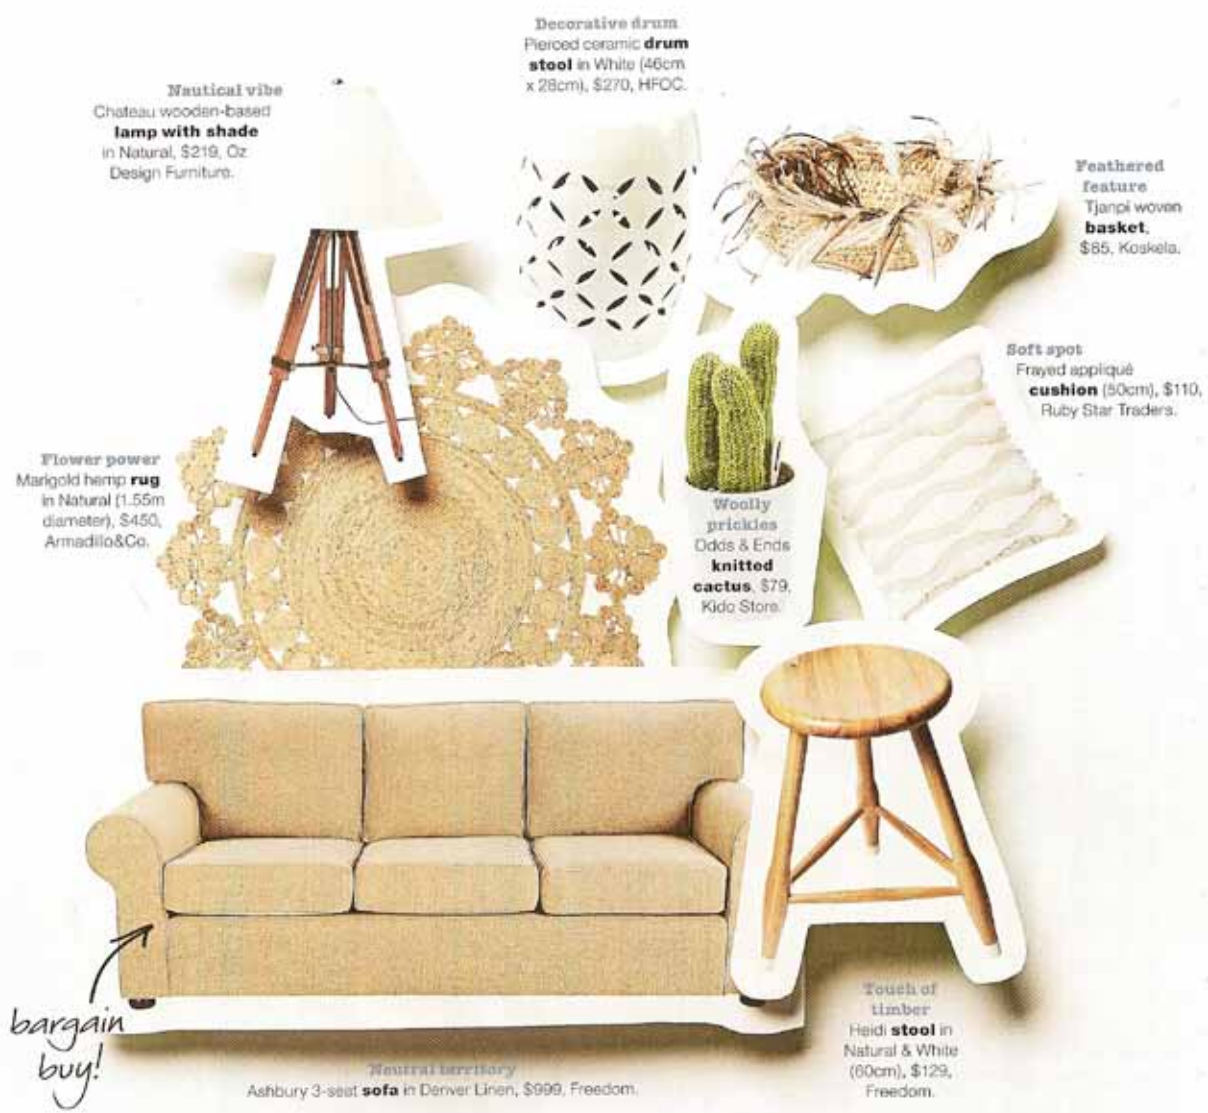 Decorative drum
Pierced ceramic drum
stool in White (46cm
x 28cm), $270, HFOC.
Nautical vibe
Chateau wooden-based
lamp with shade
in Natural, $219, Oz
Design Furniture.
Feathered
feature
Tjanpi woven
basket,
$85, Koskela.
Soft spot
Frayed appliqué
cushion (50cm), $110,
Ruby Star Traders.
Flower power
Marigold hemp rug
in Natural (1.55m
diameter), $450,
Armadillo&Co.
Woolly
prickles
Odds & Ends
knitted
cactus, $79,
Kido Store.
bargain
buy!
Touch of
timber
Heidi stool in
Natural & White
(60cm), $129,
Freedom.
Neutral territory
Ashbury 3-seat sofa in Denver Linen, $999, Freedom.